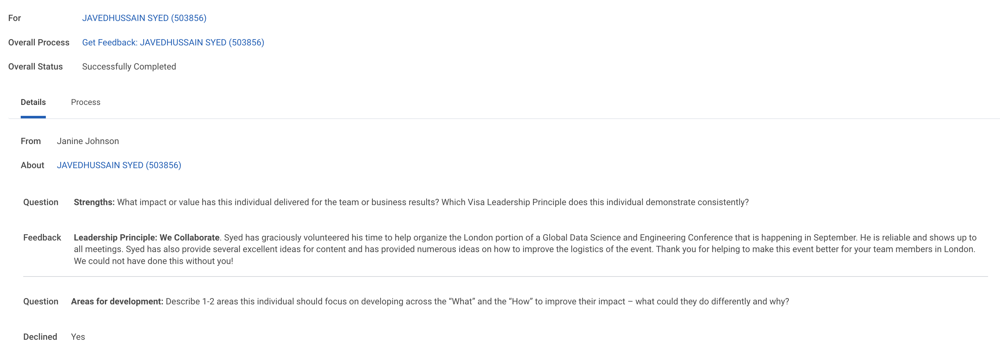 For JAVEDHUSSAIN SYED (503856)
Overall Process Get Feedback: JAVEDHUSSAIN SYED (503856)
Overall Status Successfully Completed
Details Process
From Janine Johnson
About JAVEDHUSSAIN SYED (503856)
Question Strengths: What impact or value has this individual delivered for the team or business results? Which Visa Leadership Principle does this individual demonstrate consistently?
Feedback Leadership Principle: We Collaborate. Syed has graciously volunteered his time to help organize the London portion of a Global Data Science and Engineering Conference that is happening in September. He is reliable and shows up to
all meetings. Syed has also provide several excellent ideas for content and has provided numerous ideas on how to improve the logistics of the event. Thank you for helping to make this event better for your team members in London.
We could not have done this without you!
Question Areas for development: Describe 1-2 areas this individual should focus on developing across the “What” and the “How” to improve their impact – what could they do differently and why?
Declined Yes